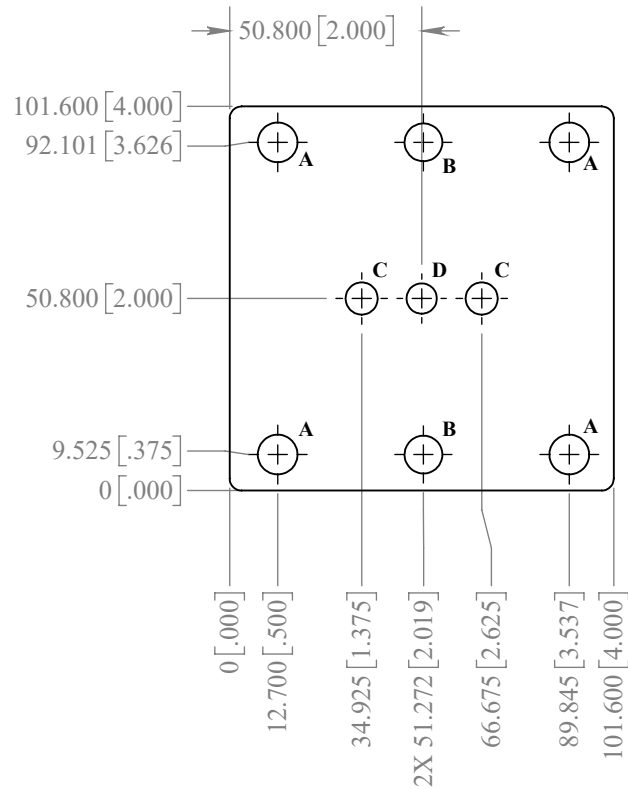 50.800 [2.000]
101.600 [4.000]
92.101 [3.626]
A
B
A
C
D
C
50.800 [2.000]
9.525 [.375]
A
B
A
0 [.000]
0 [.000]
12.700 [.500]
34.925 [1.375]
2X 51.272 [2.019]
66.675 [2.625]
89.845 [3.537]
101.600 [4.000]